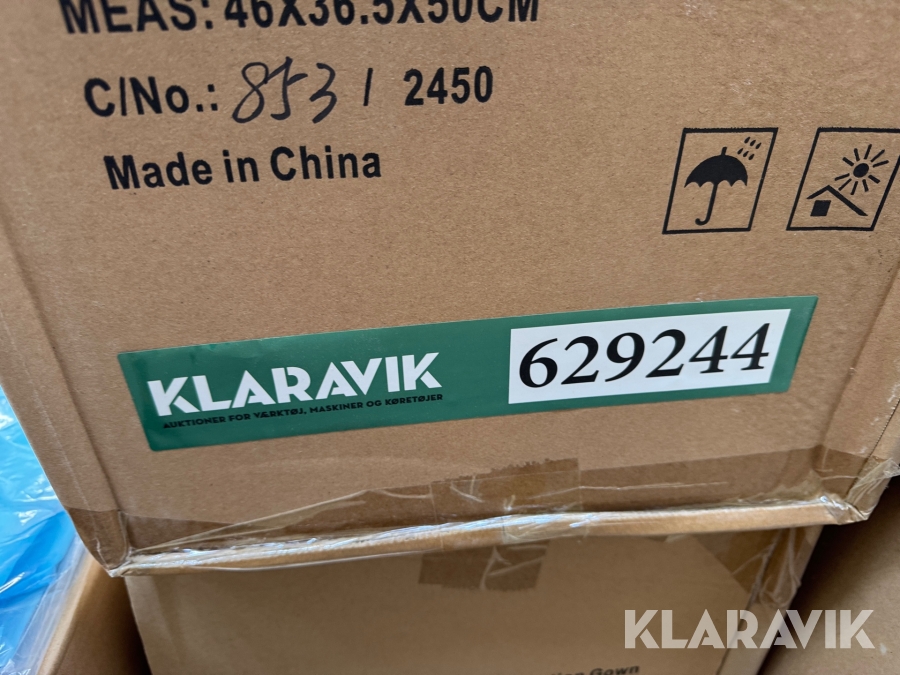 MEAS: 46X36.5X50CM
C/No.: 853 / 2450
Made in China
KLARAVIK
AUKTIONER FOR VÆRKTØJ, MASKINER OG KØRETØJER
629244
KLARAVIK
Gown